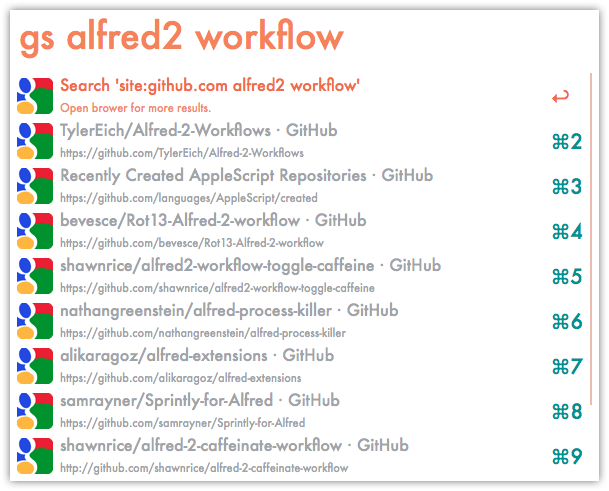 gs alfred2 workflow
Search 'site:github.com alfred2 workflow'
Open brower for more results.
↩
TylerEich/Alfred-2-Workflows · GitHub
https://github.com/TylerEich/Alfred-2-Workflows
⌘2
Recently Created AppleScript Repositories · GitHub
https://github.com/languages/AppleScript/created
⌘3
bevesce/Rot13-Alfred-2-workflow · GitHub
https://github.com/bevesce/Rot13-Alfred-2-workflow
⌘4
shawnrice/alfred2-workflow-toggle-caffeine · GitHub
https://github.com/shawnrice/alfred2-workflow-toggle-caffeine
⌘5
nathangreenstein/alfred-process-killer · GitHub
https://github.com/nathangreenstein/alfred-process-killer
⌘6
alikaragoz/alfred-extensions · GitHub
https://github.com/alikaragoz/alfred-extensions
⌘7
samrayner/Sprintly-for-Alfred · GitHub
https://github.com/samrayner/Sprintly-for-Alfred
⌘8
shawnrice/alfred-2-caffeinate-workflow · GitHub
http://github.com/shawnrice/alfred-2-caffeinate-workflow
⌘9